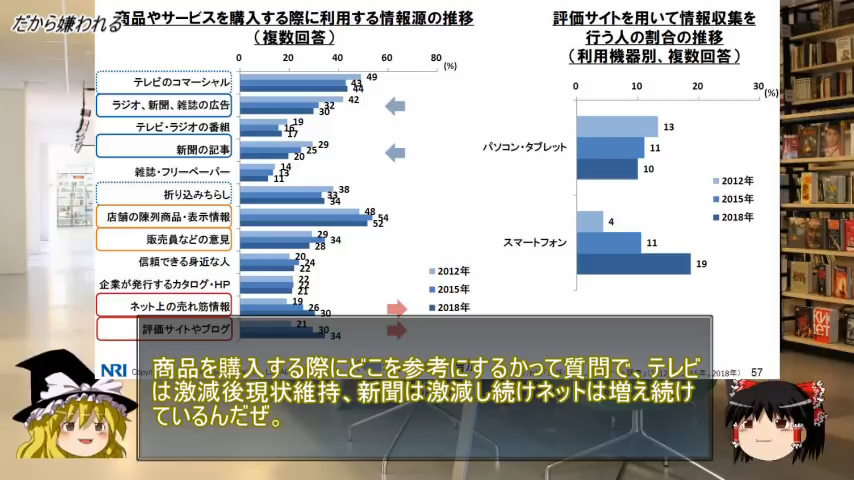 だから嫌われる
商品やサービスを購入する際に利用する情報源の推移
（複数回答）
0 20 40 60 80 (%)
テレビのコマーシャル 49 43 44
ラジオ、新聞、雑誌の広告 42 32 30
テレビ・ラジオの番組 19 16 17
新聞の記事 29 25 20
雑誌・フリーペーパー 14 13 11
折り込みちらし 38 33 34
店舗の陳列商品・表示情報 48 54 52
販売員などの意見 29 34 28
信頼できる身近な人 20 24 22
企業が発行するカタログ・HP 22 22 21
ネット上の売れ筋情報 19 26 30
評価サイトやブログ 21 30 34
2012年
2015年
2018年
評価サイトを用いて情報収集を
行う人の割合の推移
（利用機器別、複数回答）
0 10 20 30 (%)
パソコン・タブレット 13 11 10
スマートフォン 4 11 19
2012年
2015年
2018年
NRI
2018年） 57
商品を購入する際にどこを参考にするかって質問で、テレビ
は激減後現状維持、新聞は激減し続けネットは増え続け
ているんだぜ。